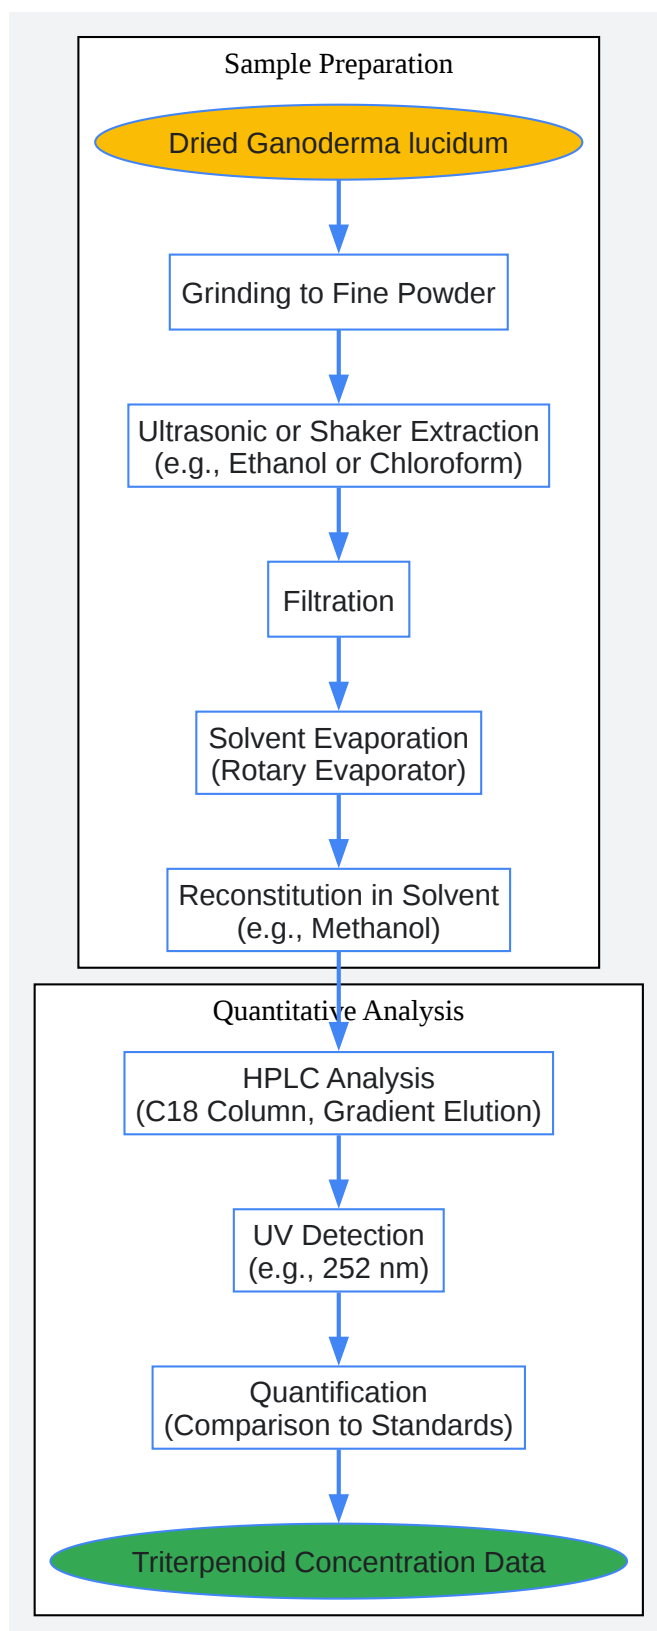 Sample Preparation
Dried Ganoderma lucidum
Grinding to Fine Powder
Ultrasonic or Shaker Extraction
(e.g., Ethanol or Chloroform)
Filtration
Solvent Evaporation
(Rotary Evaporator)
Reconstitution in Solvent
(e.g., Methanol)
Quantitative Analysis
HPLC Analysis
(C18 Column, Gradient Elution)
UV Detection
(e.g., 252 nm)
Quantification
(Comparison to Standards)
Triterpenoid Concentration Data